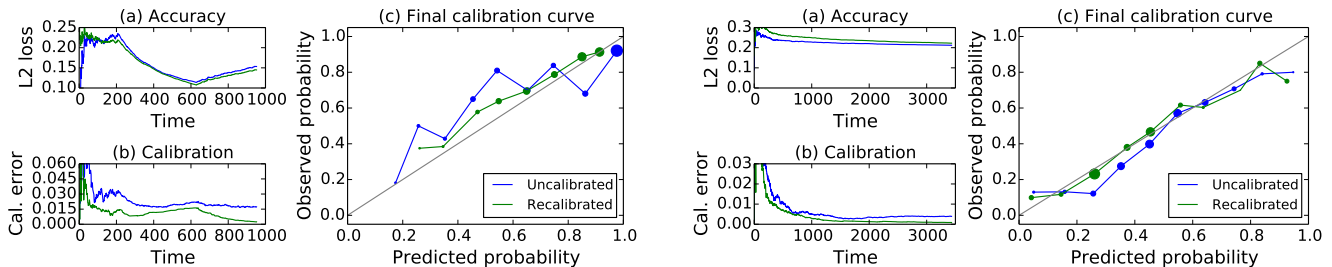 (a) Accuracy
0.25
0.20
0.15
0.10
L2 loss
0 200 400 600 800 1000
Time
(b) Calibration
0.060
0.045
0.030
0.015
0.000
Cal. error
0 200 400 600 800 1000
Time
(c) Final calibration curve
1.0
0.8
0.6
0.4
0.2
0.0
Observed probability
Uncalibrated
Recalibrated
0.0 0.2 0.4 0.6 0.8 1.0
Predicted probability
(a) Accuracy
0.3
0.2
0.1
0.0
L2 loss
0 1000 2000 3000
Time
(b) Calibration
0.03
0.02
0.01
0.00
Cal. error
0 1000 2000 3000
Time
(c) Final calibration curve
1.0
0.8
0.6
0.4
0.2
0.0
Observed probability
Uncalibrated
Recalibrated
0.0 0.2 0.4 0.6 0.8 1.0
Predicted probability